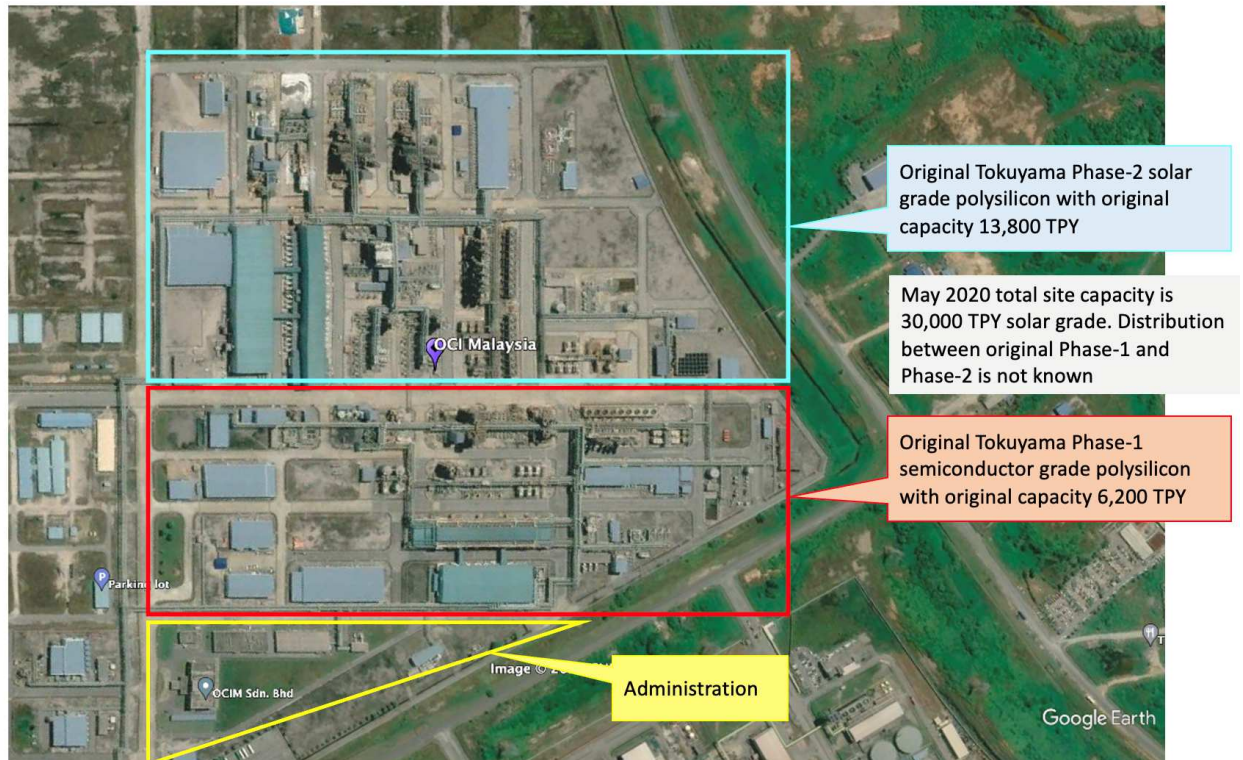 Original Tokuyama Phase-2 solar
grade polysilicon with original
capacity 13,800 TPY
May 2020 total site capacity is
30,000 TPY solar grade. Distribution
between original Phase-1 and
Phase-2 is not known
OCI Malaysia
Original Tokuyama Phase-1
semiconductor grade polysilicon
with original capacity 6,200 TPY
P
Parking lot
Image ©
OCIM Sdn. Bhd
Administration
Google Earth